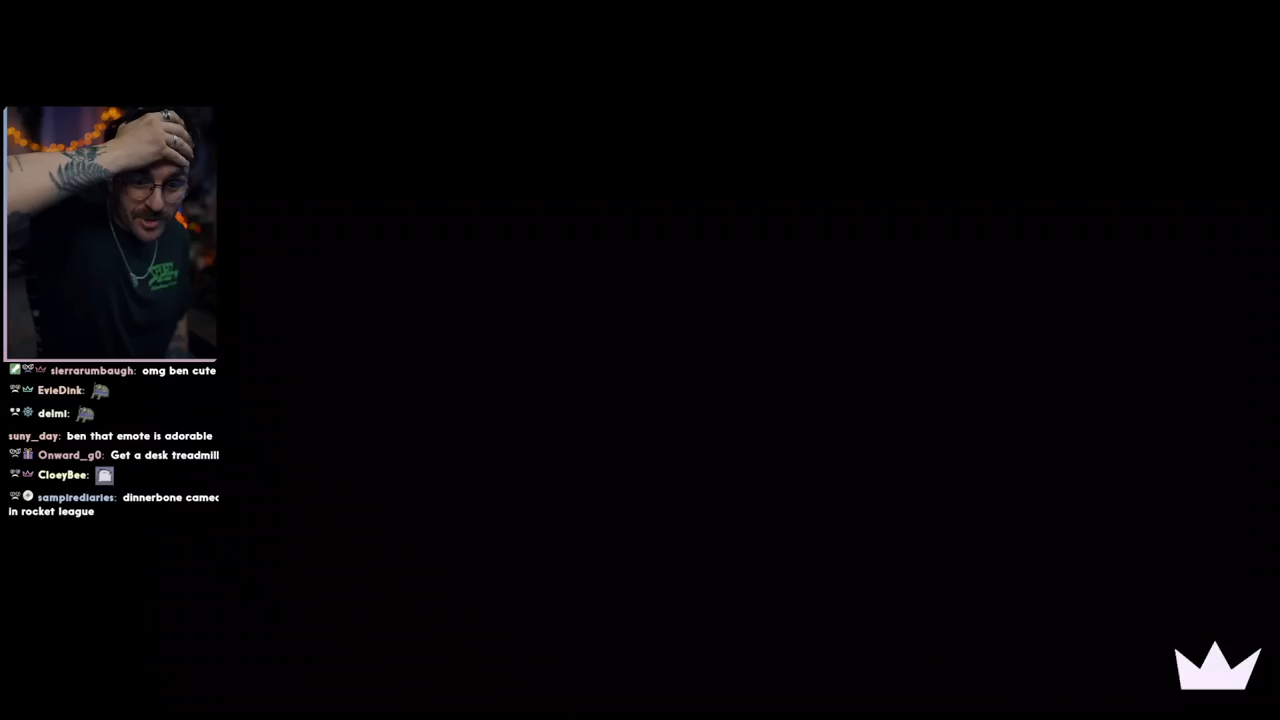 sierrarumbaugh: omg ben cute
EvieDink:
delmi:
suny_day: ben that emote is adorable
Onward_g0: Get a desk treadmill
CloeyBee:
sampirediaries: dinnerbone cameo
in rocket league